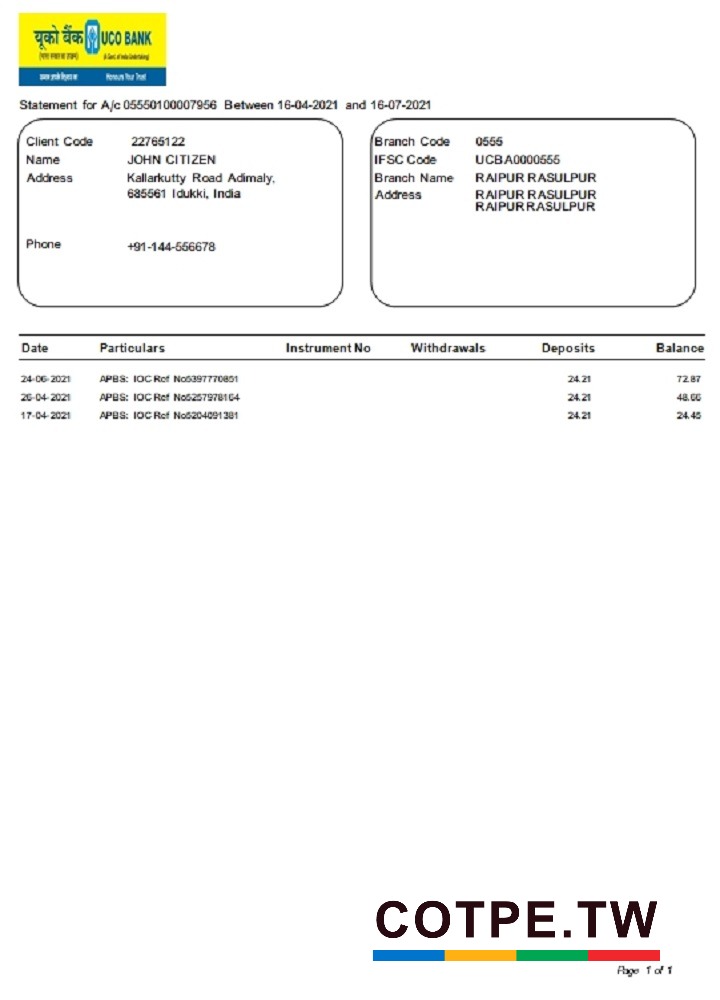 यूको बैंक UCO BANK
(A Govt. of India Undertaking)
Honours Your Trust
Statement for A/c 05550100007956 Between 16-04-2021 and 16-07-2021
Client Code 22765122
Name JOHN CITIZEN
Address Kallarkutty Road Adimaly,
685561 Idukki, India
Phone +91-144-556678
Branch Code 0555
IFSC Code UCBA0000555
Branch Name RAIPUR RASULPUR
Address RAIPUR RASULPUR
RAIPUR RASULPUR
Date Particulars Instrument No Withdrawals Deposits Balance
24-06-2021 APBS: IOC Ref No5397770851 24.21 72.87
26-04-2021 APBS: IOC Ref No5257978164 24.21 48.66
17-04-2021 APBS: IOC Ref No5204091381 24.21 24.45
COTPE.TW
Page 1 of 1